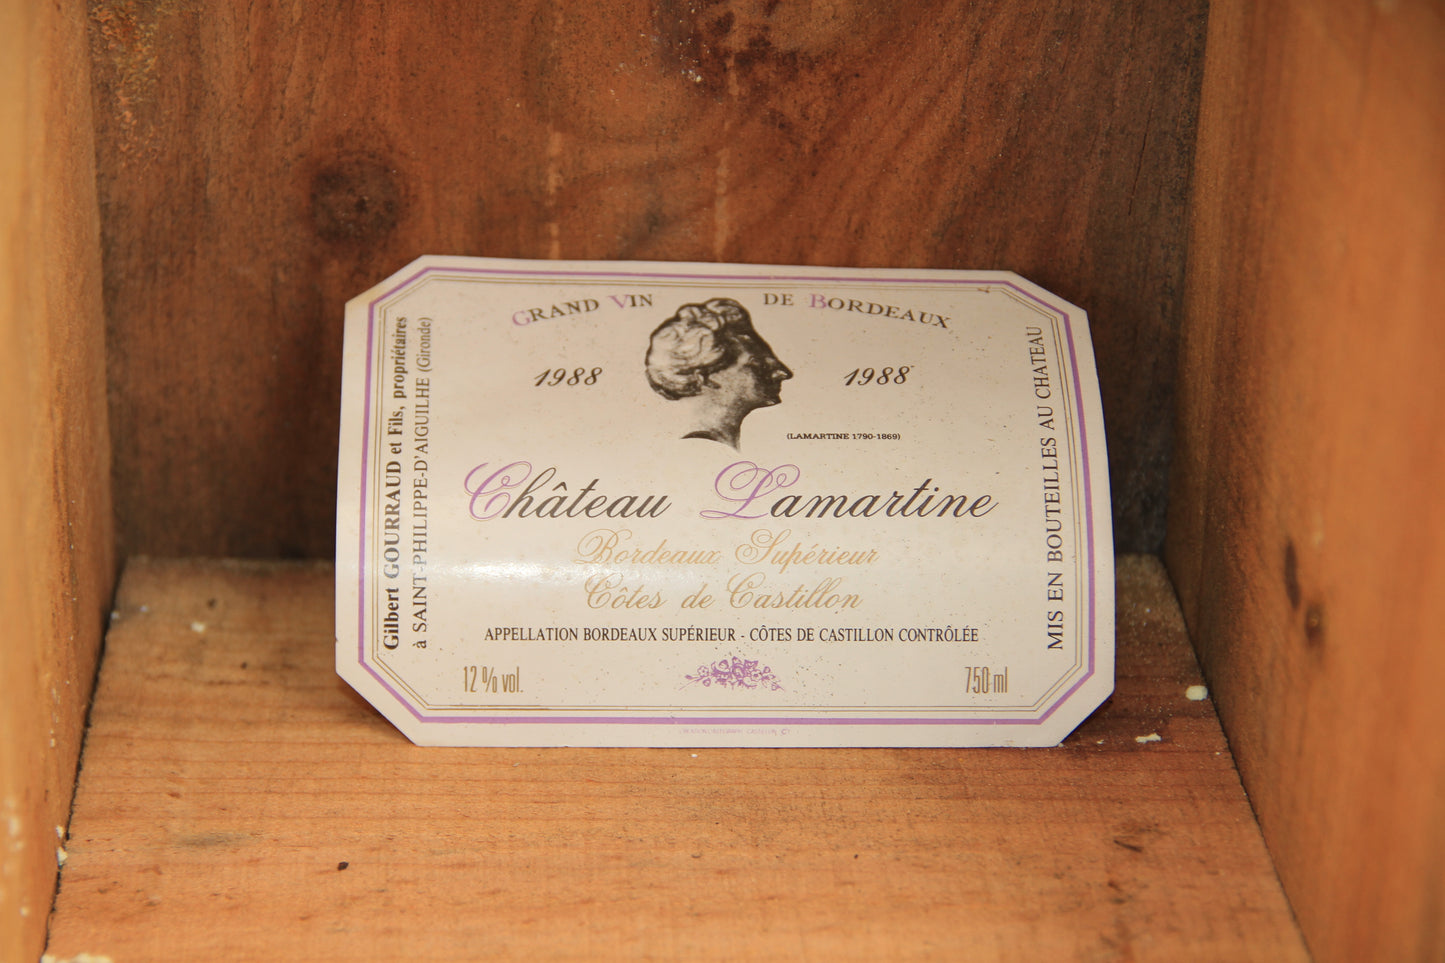 GRAND VIN DE BORDEAUX
1988 1988
(LAMARTINE 1790-1869)
Château Lamartine
Bordeaux Supérieur
Côtes de Castillon
APPELLATION BORDEAUX SUPÉRIEUR - CÔTES DE CASTILLON CONTRÔLÉE
12 % vol. 750 ml
Gilbert GOURRAUD et Fils, propriétaires
à SAINT-PHILIPPE-D'AIGUILHE (Gironde)
MIS EN BOUTEILLES AU CHATEAU